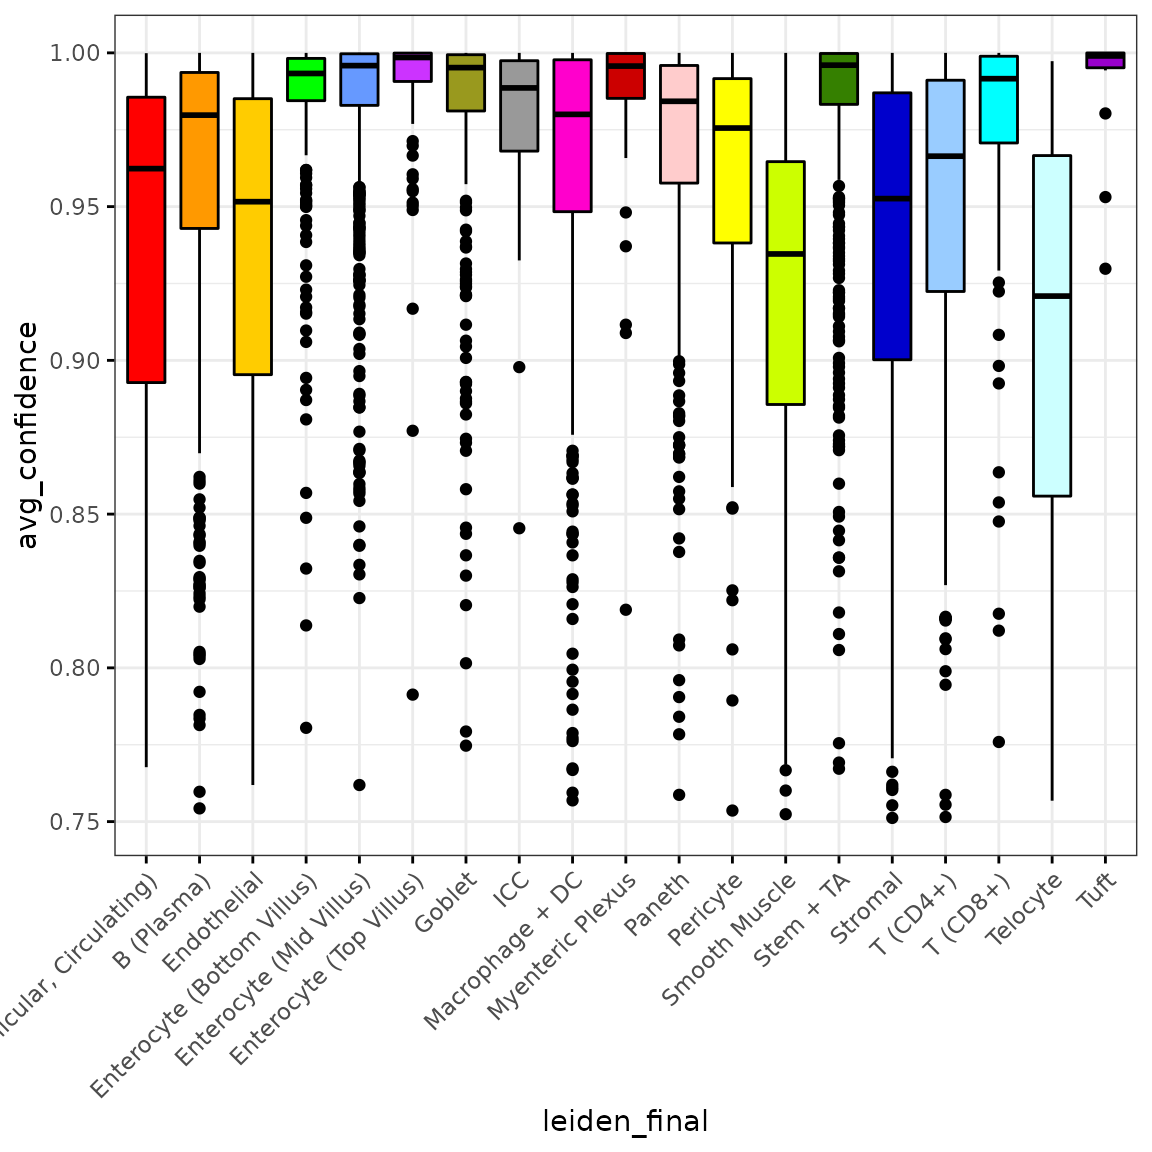 1.00
0.95
0.90
0.85
0.80
0.75
avg_confidence
Circulating)
B (Plasma)
Endothelial
Enterocyte (Bottom Villus)
Enterocyte (Mid Villus)
Enterocyte (Top Villus)
Goblet
ICC
Macrophage + DC
Myenteric Plexus
Paneth
Pericyte
Smooth Muscle
Stem + TA
Stromal
T (CD4+)
T (CD8+)
Telocyte
Tuft
leiden_final